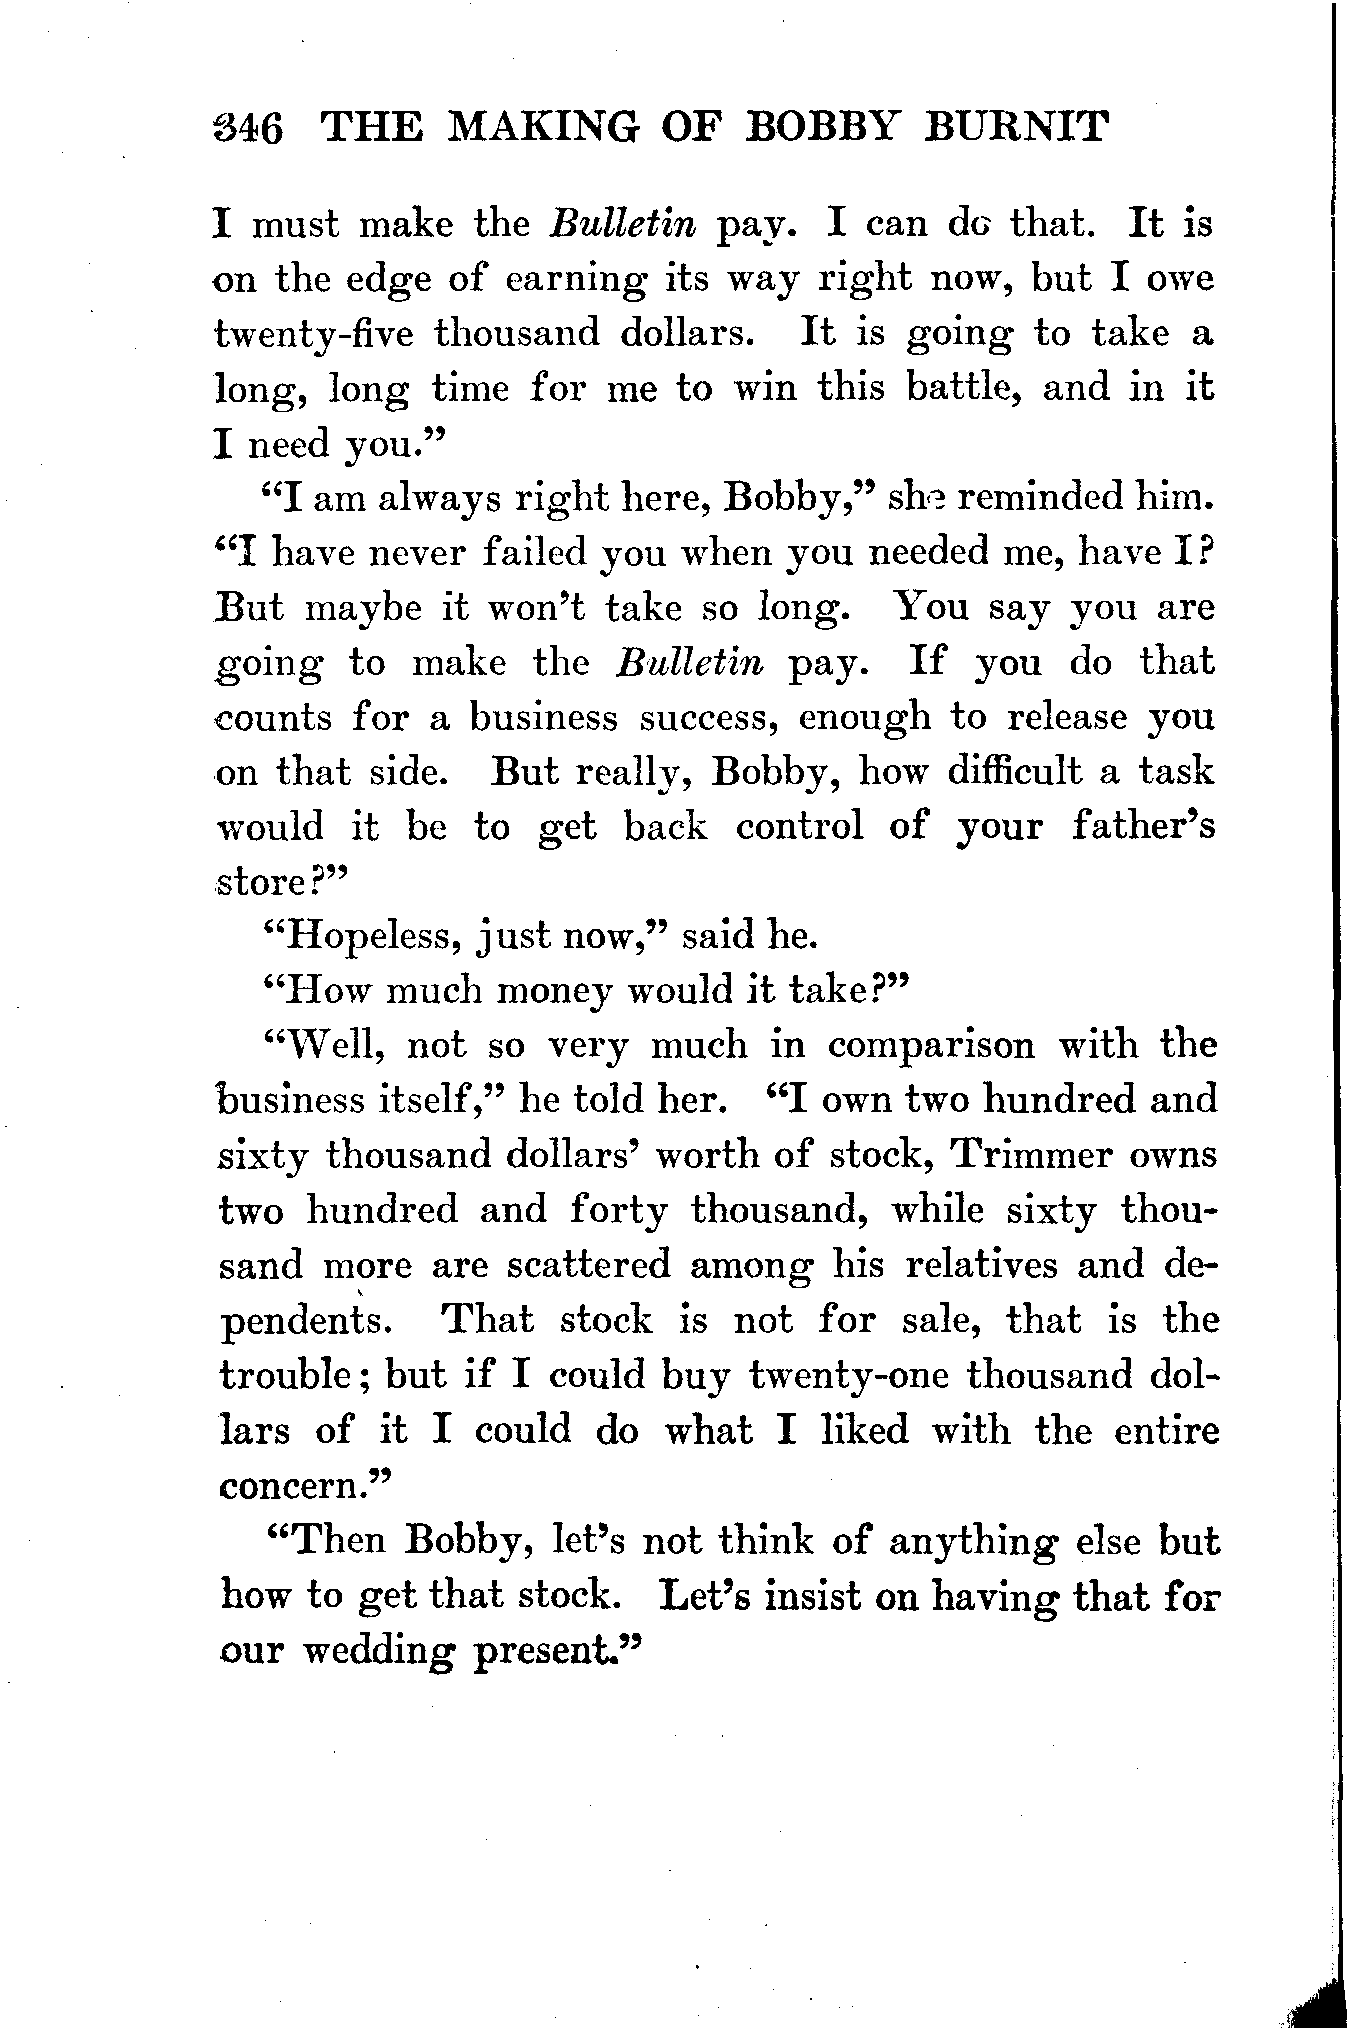 346 THE MAKING OF BOBBY BURNIT
I must make the Bulletin pay. I can do that. It is
on the edge of earning its way right now, but I owe
twenty-five thousand dollars. It is going to take a
long, long time for me to win this battle, and in it
I need you."
"I am always right here, Bobby," she reminded him.
"I have never failed you when you needed me, have I?
But maybe it won't take so long. You say you are
going to make the Bulletin pay. If you do that
counts for a business success, enough to release you
on that side. But really, Bobby, how difficult a task
would it be to get back control of your father's
store?"
"Hopeless, just now," said he.
"How much money would it take?"
"Well, not so very much in comparison with the
business itself," he told her. "I own two hundred and
sixty thousand dollars' worth of stock, Trimmer owns
two hundred and forty thousand, while sixty thou-
sand more are scattered among his relatives and de-
pendents. That stock is not for sale, that is the
trouble; but if I could buy twenty-one thousand dol-
lars of it I could do what I liked with the entire
concern."
"Then Bobby, let's not think of anything else but
how to get that stock. Let's insist on having that for
our wedding present."